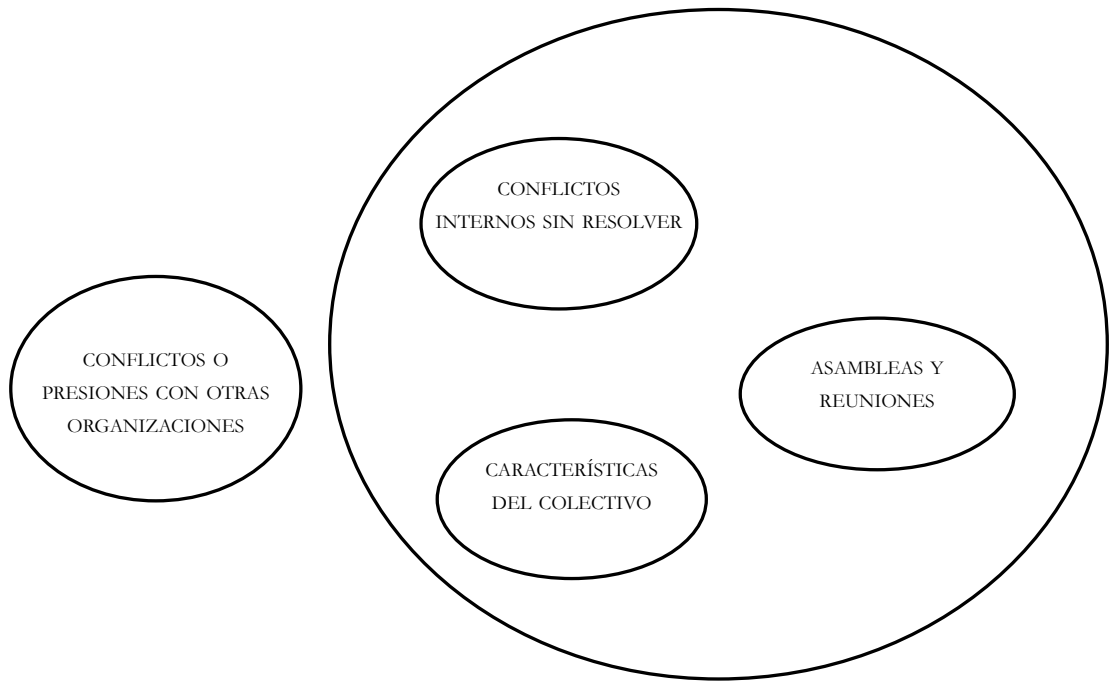 CONFLICTOS
INTERNOS SIN RESOLVER
CONFLICTOS O
PRESIONES CON OTRAS
ORGANIZACIONES
ASAMBLEAS Y
REUNIONES
CARACTERÍSTICAS
DEL COLECTIVO